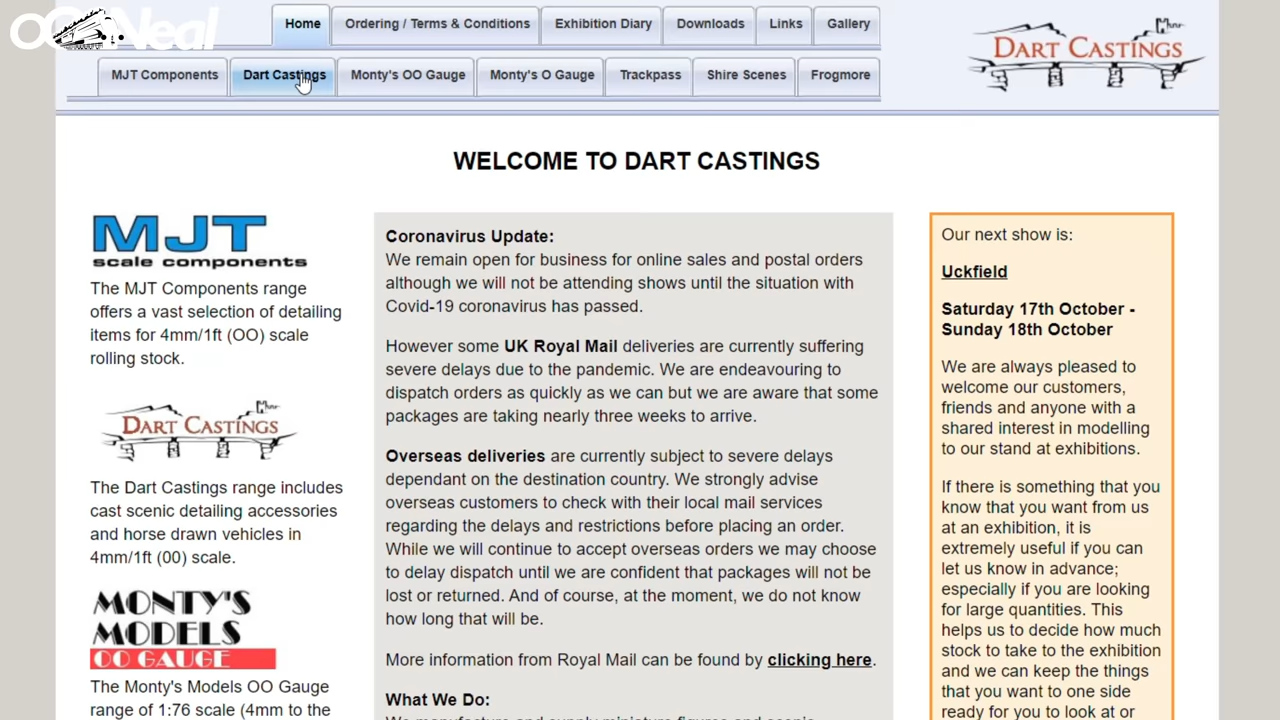 OO Neal
Home
Ordering / Terms & Conditions
Exhibition Diary
Downloads
Links
Gallery
MJT Components
Dart Castings
Monty's OO Gauge
Monty's O Gauge
Trackpass
Shire Scenes
Frogmore
DART CASTINGS
WELCOME TO DART CASTINGS
MJT
scale components
The MJT Components range
offers a vast selection of detailing
items for 4mm/1ft (OO) scale
rolling stock.
DART CASTINGS
The Dart Castings range includes
cast scenic detailing accessories
and horse drawn vehicles in
4mm/1ft (00) scale.
MONTY'S
MODELS
OO GAUGE
The Monty's Models OO Gauge
range of 1:76 scale (4mm to the
Coronavirus Update:
We remain open for business for online sales and postal orders
although we will not be attending shows until the situation with
Covid-19 coronavirus has passed.
However some UK Royal Mail deliveries are currently suffering
severe delays due to the pandemic. We are endeavouring to
dispatch orders as quickly as we can but we are aware that some
packages are taking nearly three weeks to arrive.
Overseas deliveries are currently subject to severe delays
dependant on the destination country. We strongly advise
overseas customers to check with their local mail services
regarding the delays and restrictions before placing an order.
While we will continue to accept overseas orders we may choose
to delay dispatch until we are confident that packages will not be
lost or returned. And of course, at the moment, we do not know
how long that will be.
More information from Royal Mail can be found by clicking here.
What We Do:
We manufacture and supply miniature figures and scenic
Our next show is:
Uckfield
Saturday 17th October -
Sunday 18th October
We are always pleased to
welcome our customers,
friends and anyone with a
shared interest in modelling
to our stand at exhibitions.
If there is something that you
know that you want from us
at an exhibition, it is
extremely useful if you can
let us know in advance;
especially if you are looking
for large quantities. This
helps us to decide how much
stock to take to the exhibition
and we can keep the things
that you want to one side
ready for you to look at or